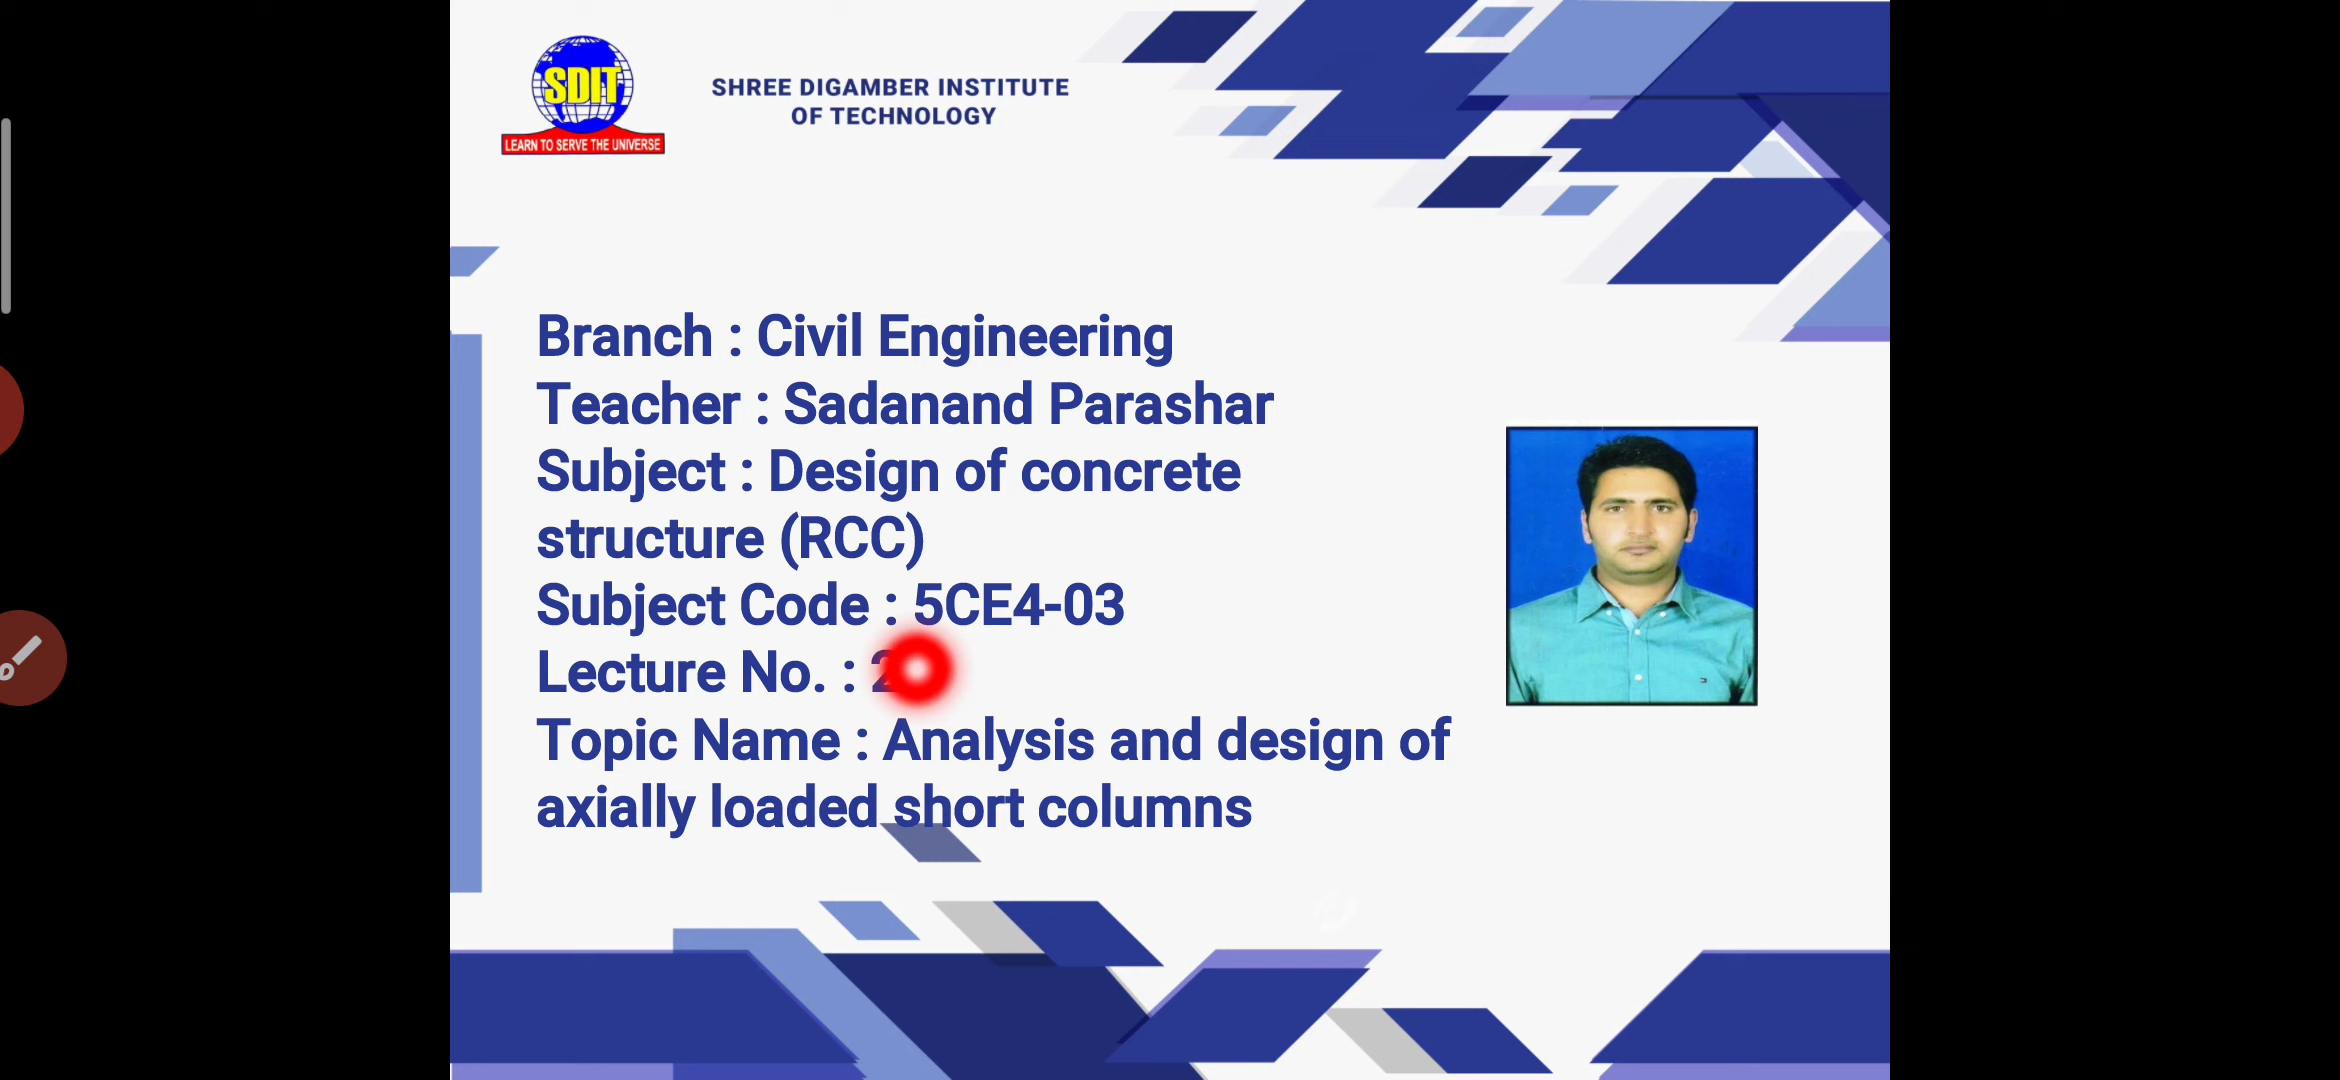 SDIT
LEARN TO SERVE THE UNIVERSE
SHREE DIGAMBER INSTITUTE
OF TECHNOLOGY
Branch : Civil Engineering
Teacher : Sadanand Parashar
Subject : Design of concrete
structure (RCC)
Subject Code : 5CE4-03
Lecture No. :
Topic Name : Analysis and design of
axially loaded short columns